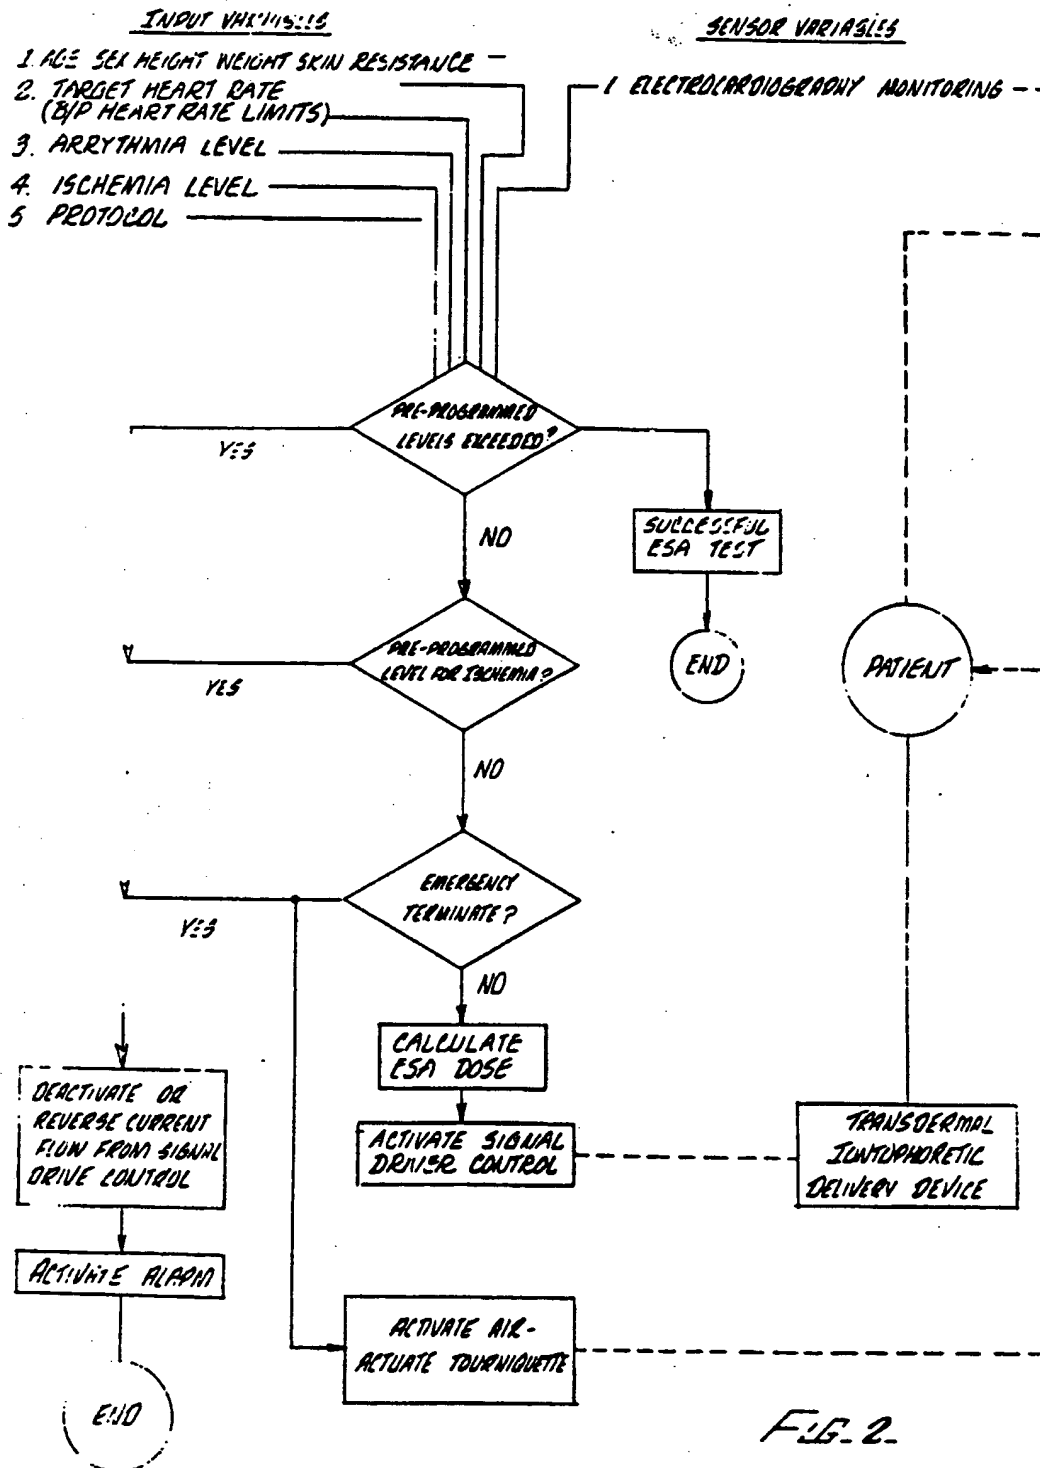 INPUT VARIABLES
SENSOR VARIABLES
1. AGE SEX HEIGHT WEIGHT SKIN RESISTANCE
2. TARGET HEART RATE
(B/P HEART RATE LIMITS)
3. ARRYTHMIA LEVEL
4. ISCHEMIA LEVEL
5 PROTOCOL
1 ELECTROCARDIOGRAPHY MONITORING
PRE-PROGRAMMED
LEVELS EXCEEDED?
YES
NO
SUCCESSFUL
ESA TEST
END
PRE-PROGRAMMED
LEVEL FOR ISCHEMIA?
YES
NO
PATIENT
EMERGENCY
TERMINATE?
YES
NO
CALCULATE
ESA DOSE
ACTIVATE SIGNAL
DRIVER CONTROL
TRANSDERMAL
IONTOPHORETIC
DELIVERY DEVICE
DEACTIVATE OR
REVERSE CURRENT
FLOW FROM SIGNAL
DRIVE CONTROL
ACTIVATE ALARM
END
ACTIVATE AIR-
ACTUATE TOURNIQUETTE
FIG_2_